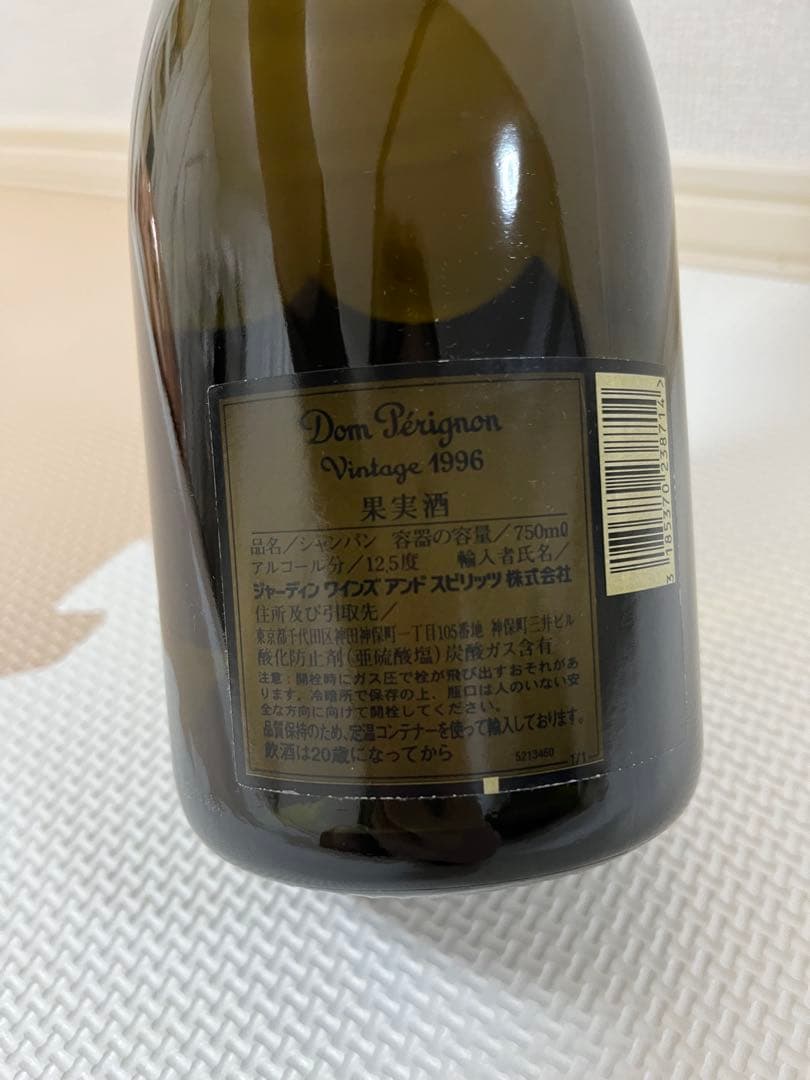 Dom Pérignon
Vintage 1996
果実酒
品名/シャンパン 容器の容量/750mℓ
アルコール分/12.5度 輸入者氏名/
ジャーディン ワインズ アンド スピリッツ 株式会社
住所及び引取先/
東京都千代田区神田神保町一丁目105番地 神保町三井ビル
酸化防止剤(亜硫酸塩)炭酸ガス含有
注意:開栓時にガス圧で栓が飛び出すおそれがあ
ります。冷暗所で保存の上、瓶口は人のいない安
全な方向に向けて開栓してください。
品質保持のため、定温コンテナーを使って輸入しております。
飲酒は20歳になってから
5213460
1/1
3 185370 238714 >